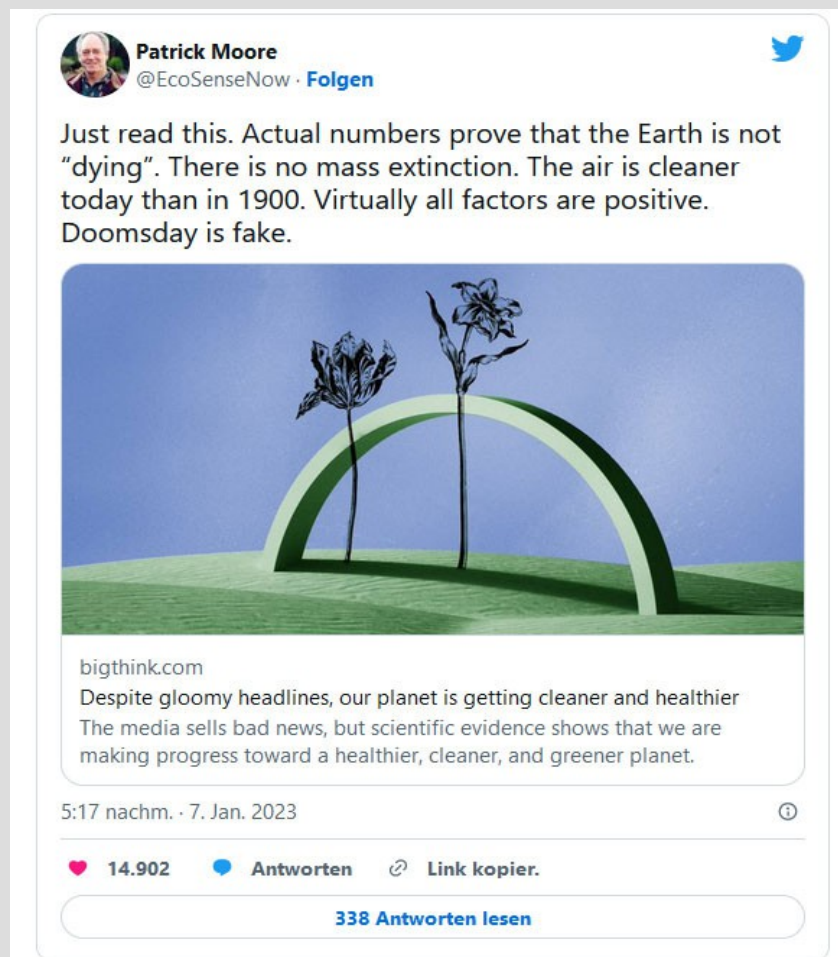 Patrick Moore
@EcoSenseNow · Folgen
Just read this. Actual numbers prove that the Earth is not
“dying”. There is no mass extinction. The air is cleaner
today than in 1900. Virtually all factors are positive.
Doomsday is fake.
bigthink.com
Despite gloomy headlines, our planet is getting cleaner and healthier
The media sells bad news, but scientific evidence shows that we are
making progress toward a healthier, cleaner, and greener planet.
5:17 nachm. · 7. Jan. 2023
14.902 Antworten Link kopier.
338 Antworten lesen